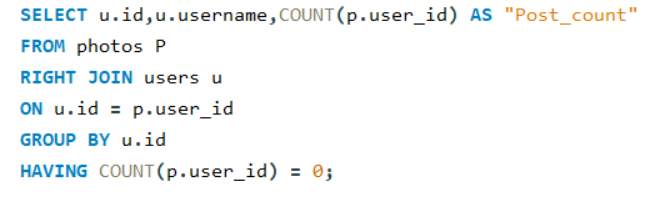 SELECT u.id,u.username,COUNT(p.user_id) AS "Post_count"
FROM photos P
RIGHT JOIN users u
ON u.id = p.user_id
GROUP BY u.id
HAVING COUNT(p.user_id) = 0;